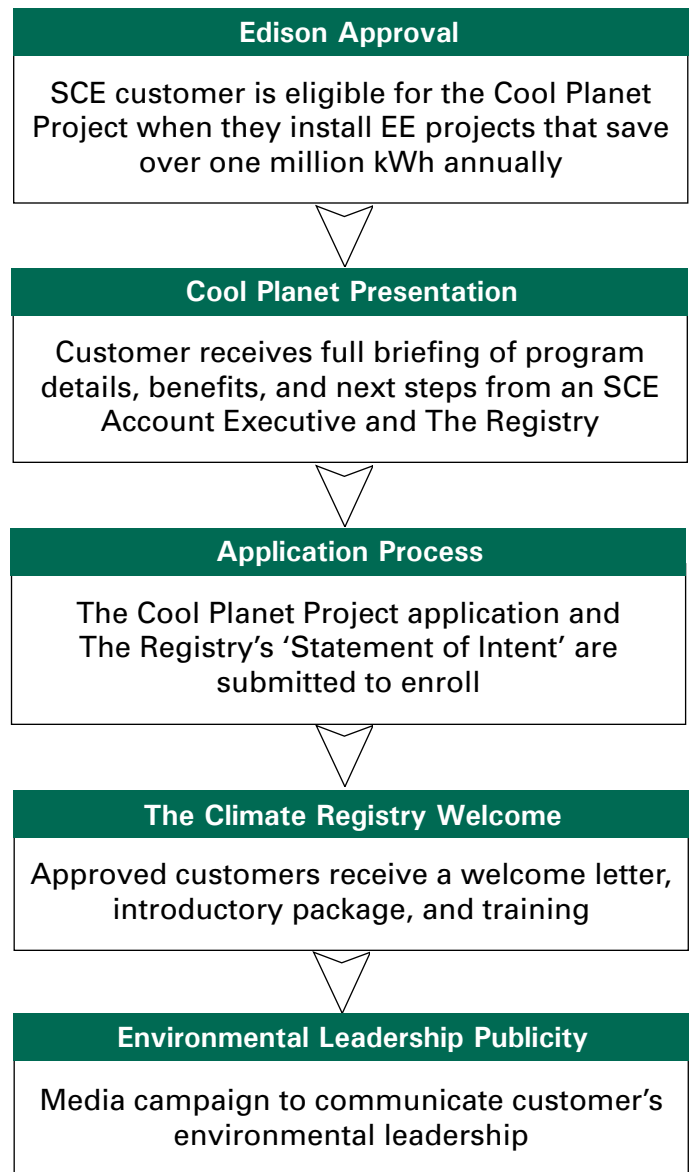 Edison Approval
SCE customer is eligible for the Cool Planet
Project when they install EE projects that save
over one million kWh annually
Cool Planet Presentation
Customer receives full briefing of program
details, benefits, and next steps from an SCE
Account Executive and The Registry
Application Process
The Cool Planet Project application and
The Registry’s ‘Statement of Intent’ are
submitted to enroll
The Climate Registry Welcome
Approved customers receive a welcome letter,
introductory package, and training
Environmental Leadership Publicity
Media campaign to communicate customer’s
environmental leadership